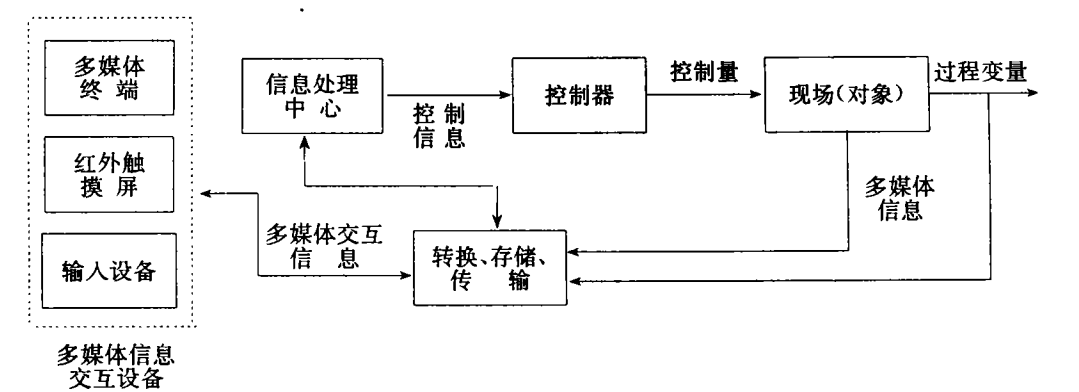 多媒体
终 端
红外触
摸 屏
输入设备
多媒体信息
交互设备
信息处理
中 心
控 制
信 息
控制器
控制量
现场(对象)
过程变量
多媒体
信息
多媒体交互
信 息
转换、存储、
传 输